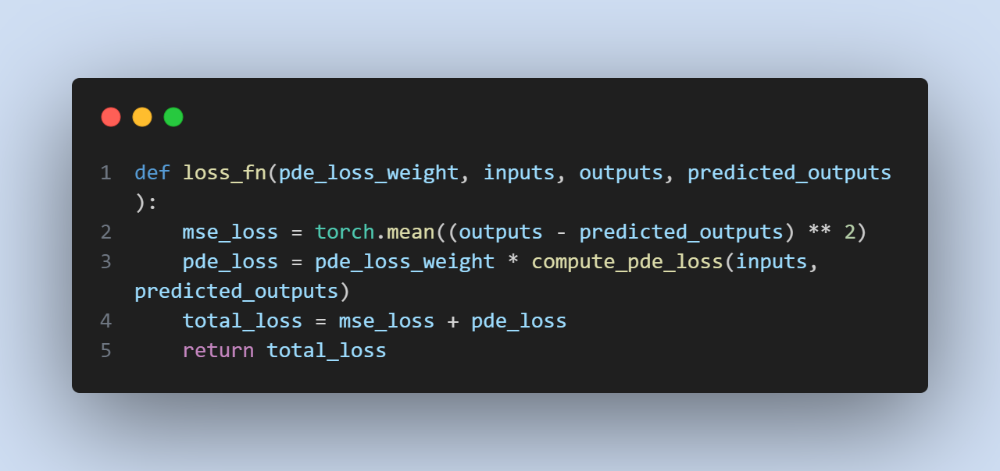 1 def loss_fn(pde_loss_weight, inputs, outputs, predicted_outputs
):
2     mse_loss = torch.mean((outputs - predicted_outputs) ** 2)
3     pde_loss = pde_loss_weight * compute_pde_loss(inputs,
predicted_outputs)
4     total_loss = mse_loss + pde_loss
5     return total_loss